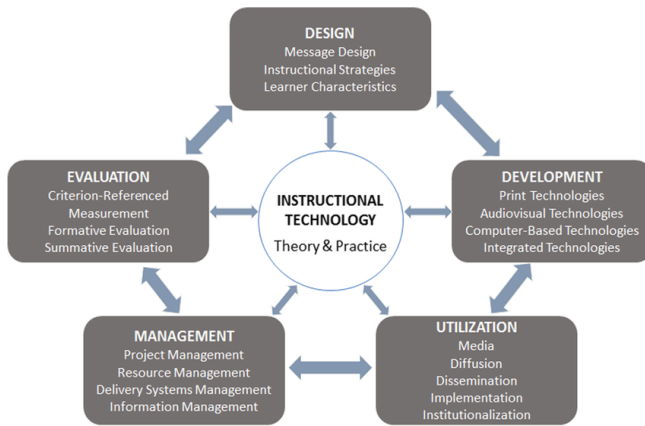 DESIGN
Message Design
Instructional Strategies
Learner Characteristics
EVALUATION
Criterion-Referenced
Measurement
Formative Evaluation
Summative Evaluation
INSTRUCTIONAL
TECHNOLOGY
Theory & Practice
DEVELOPMENT
Print Technologies
Audiovisual Technologies
Computer-Based Technologies
Integrated Technologies
MANAGEMENT
Project Management
Resource Management
Delivery Systems Management
Information Management
UTILIZATION
Media
Diffusion
Dissemination
Implementation
Institutionalization